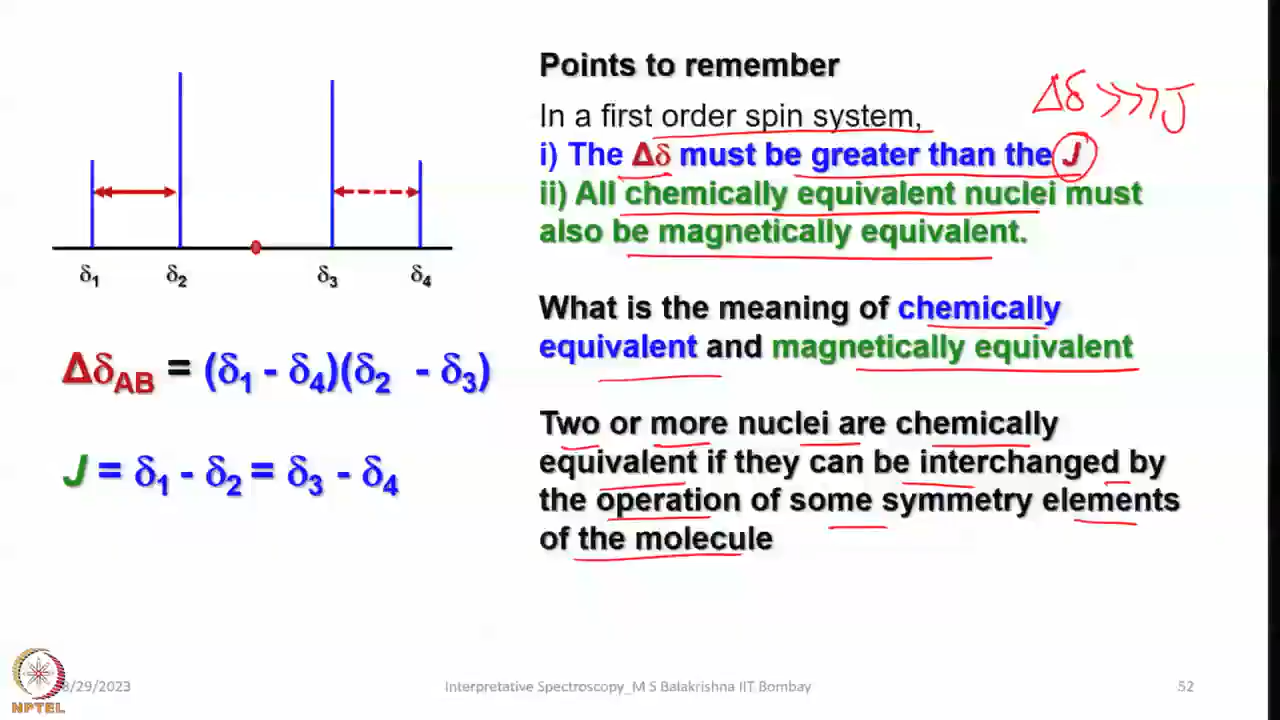 Points to remember
Δδ >>> J
In a first order spin system,
i) The Δδ must be greater than the J
ii) All chemically equivalent nuclei must
also be magnetically equivalent.
What is the meaning of chemically
equivalent and magnetically equivalent
Two or more nuclei are chemically
equivalent if they can be interchanged by
the operation of some symmetry elements
of the molecule
δ1 δ2 δ3 δ4
ΔδAB = (δ1 - δ4)(δ2 - δ3)
J = δ1 - δ2 = δ3 - δ4
8/29/2023
Interpretative Spectroscopy_M S Balakrishna IIT Bombay
52
NPTEL